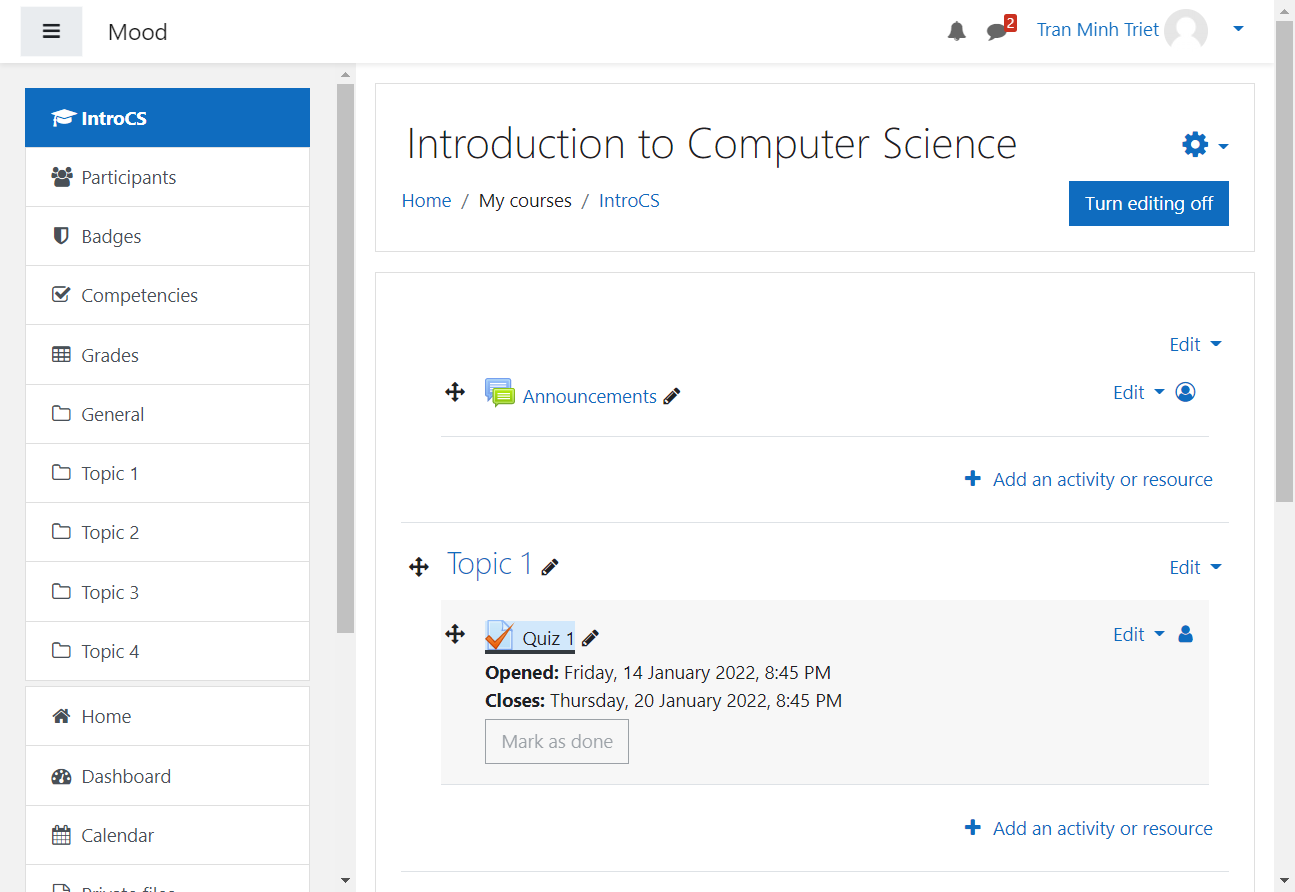 Mood
2
Tran Minh Triet
IntroCS
Participants
Badges
Competencies
Grades
General
Topic 1
Topic 2
Topic 3
Topic 4
Home
Dashboard
Calendar
Private files
Introduction to Computer Science
Home / My courses / IntroCS
Turn editing off
Edit
Announcements
Edit
Add an activity or resource
Topic 1
Edit
Quiz 1
Edit
Opened: Friday, 14 January 2022, 8:45 PM
Closes: Thursday, 20 January 2022, 8:45 PM
Mark as done
Add an activity or resource